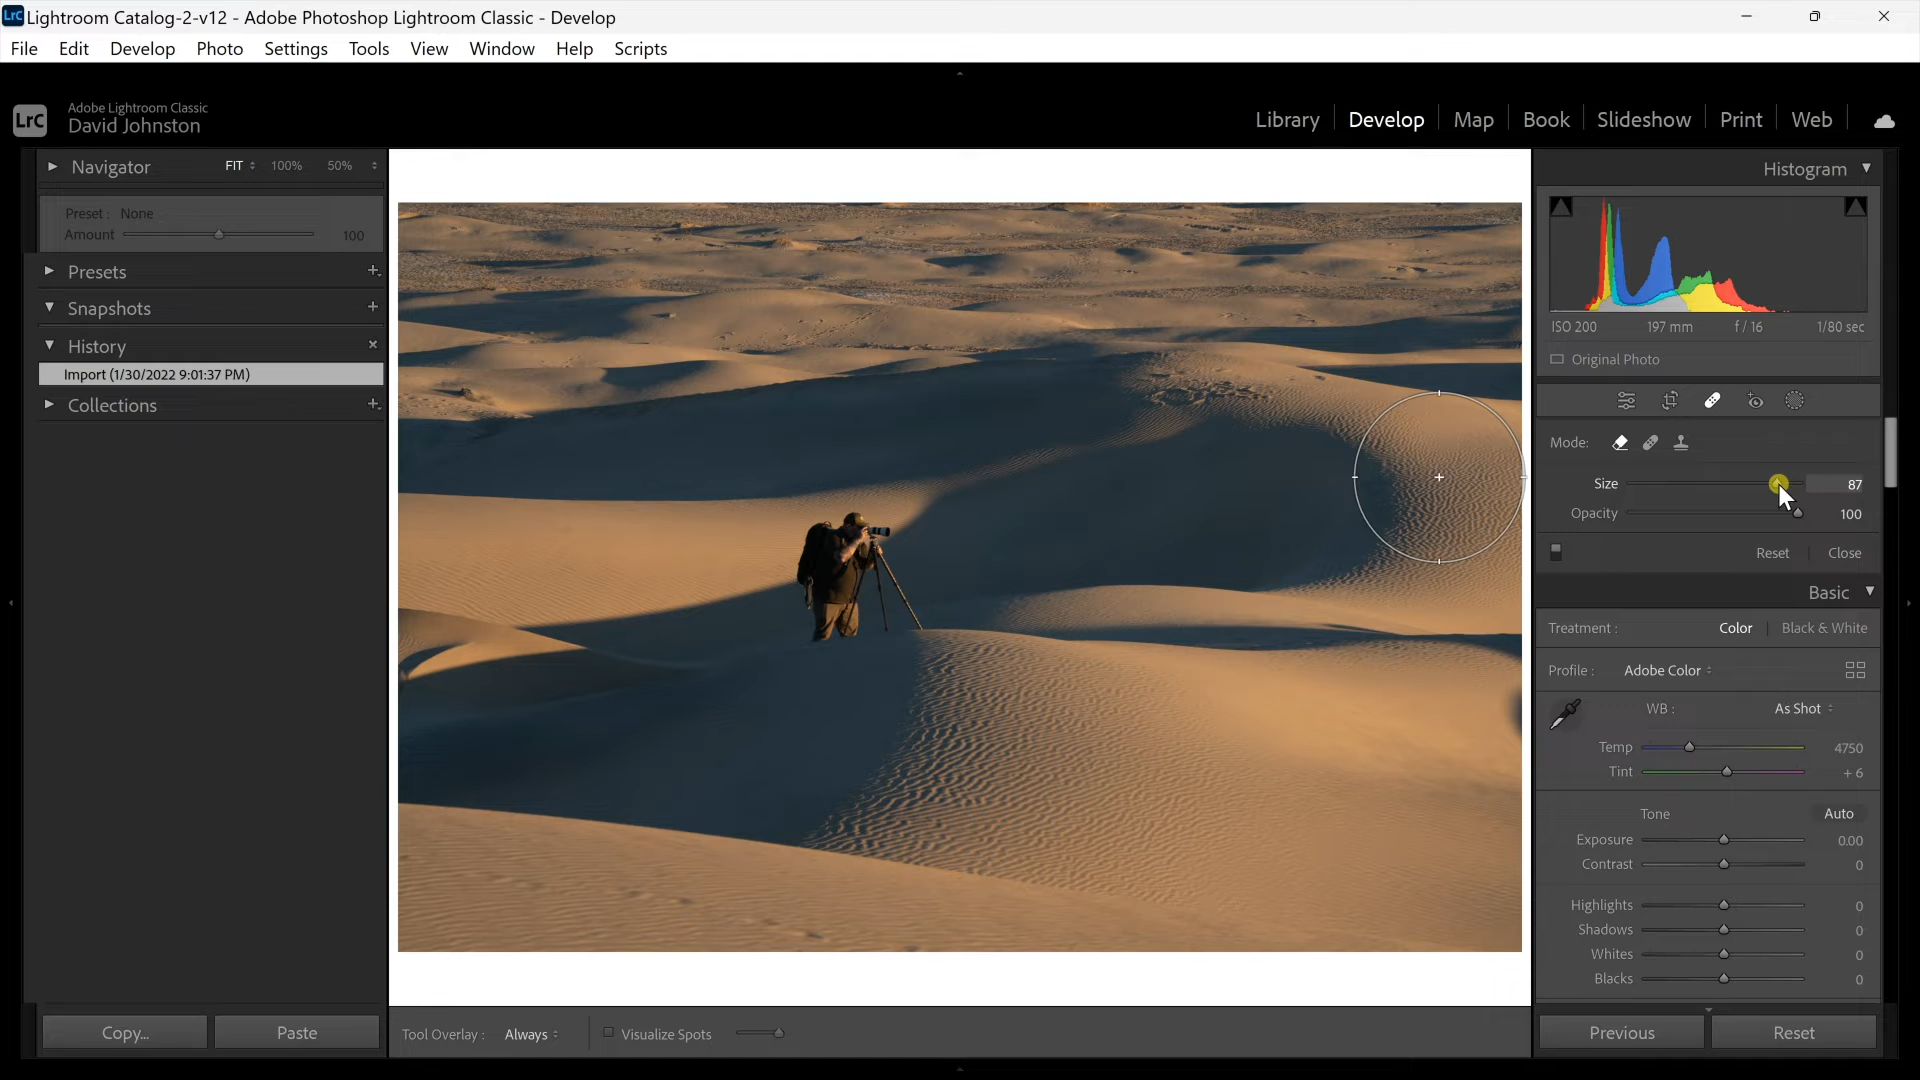 LrC Lightroom Catalog-2-v12 - Adobe Photoshop Lightroom Classic - Develop
File Edit Develop Photo Settings Tools View Window Help Scripts
LrC Adobe Lightroom Classic
David Johnston
Library Develop Map Book Slideshow Print Web
Navigator FIT 100% 50%
Preset : None
Amount 100
Presets
Snapshots
History
Import (1/30/2022 9:01:37 PM)
Collections
Copy... Paste
Tool Overlay : Always Visualize Spots
Histogram
ISO 200 197 mm f / 16 1/80 sec
Original Photo
Mode:
Size 87
Opacity 100
Reset Close
Basic
Treatment : Color Black & White
Profile : Adobe Color
WB : As Shot
Temp 4750
Tint + 6
Tone Auto
Exposure 0.00
Contrast 0
Highlights 0
Shadows 0
Whites 0
Blacks 0
Previous Reset